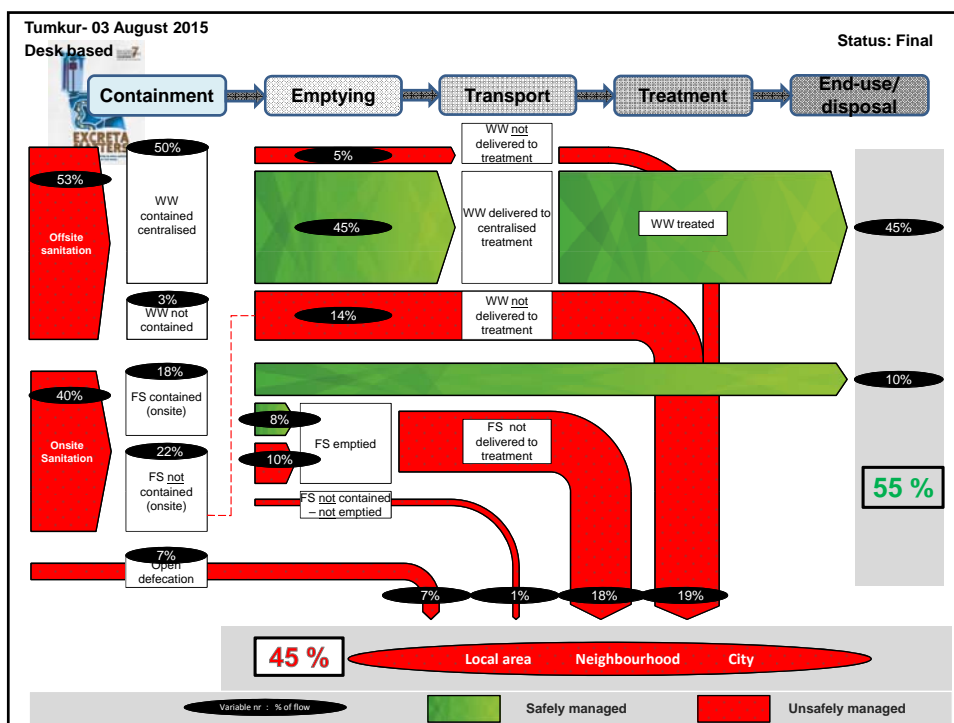 Tumkur- 03 August 2015
Desk based
Status: Final
EXCRETA
MATTERS
Containment
Emptying
Transport
Treatment
End-use/
disposal
53%
Offsite
sanitation
50%
WW
contained
centralised
3%
WW not
contained
5%
WW not
delivered to
treatment
45%
WW delivered to
centralised
treatment
WW treated
45%
14%
WW not
delivered to
treatment
40%
Onsite
Sanitation
18%
FS contained
(onsite)
22%
FS not
contained
(onsite)
10%
8%
10%
FS emptied
FS not
delivered to
treatment
FS not contained
– not emptied
55 %
7%
Open
defecation
7%
1%
18%
19%
45 %
Local area
Neighbourhood
City
Variable nr : % of flow
Safely managed
Unsafely managed